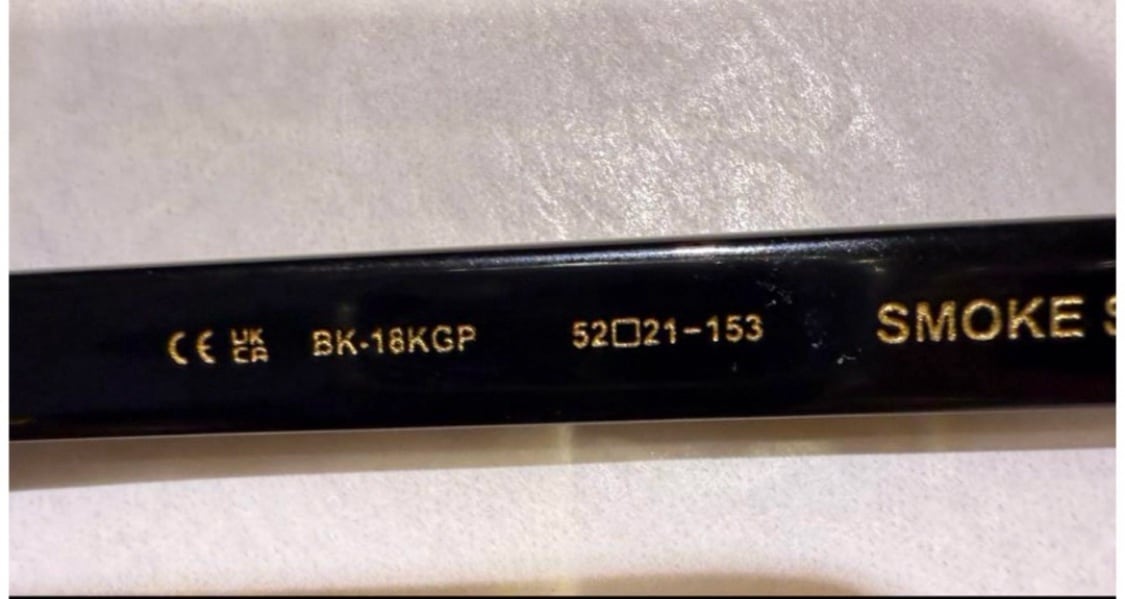 CE UK CA BK-18KGP 52□21-153 SMOKE S